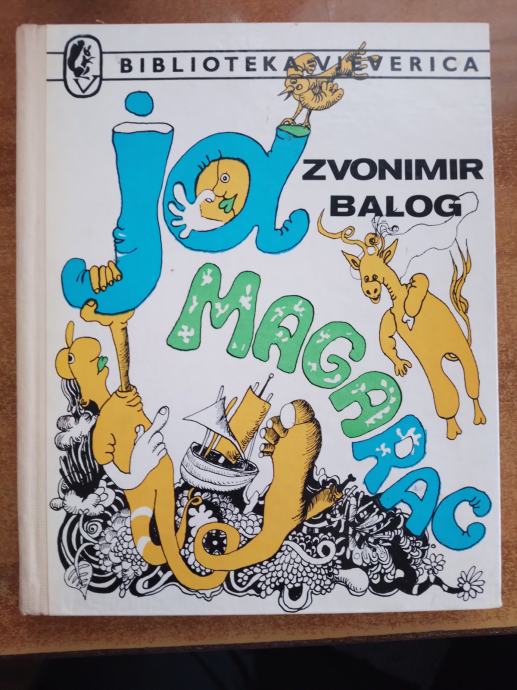 BIBLIOTEKA VJEVERICA
ja
ZVONIMIR
BALOG
MAGARAC